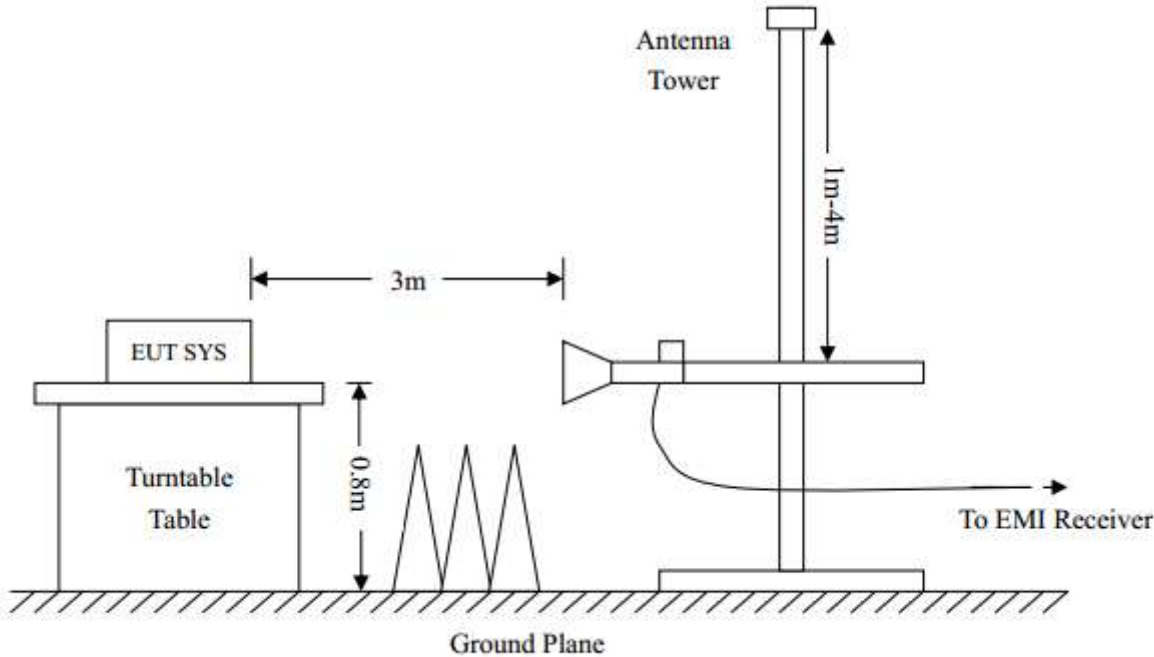 Antenna
Tower
1m-4m
3m
EUT SYS
0.8m
Turntable
Table
To EMI Receiver
Ground Plane